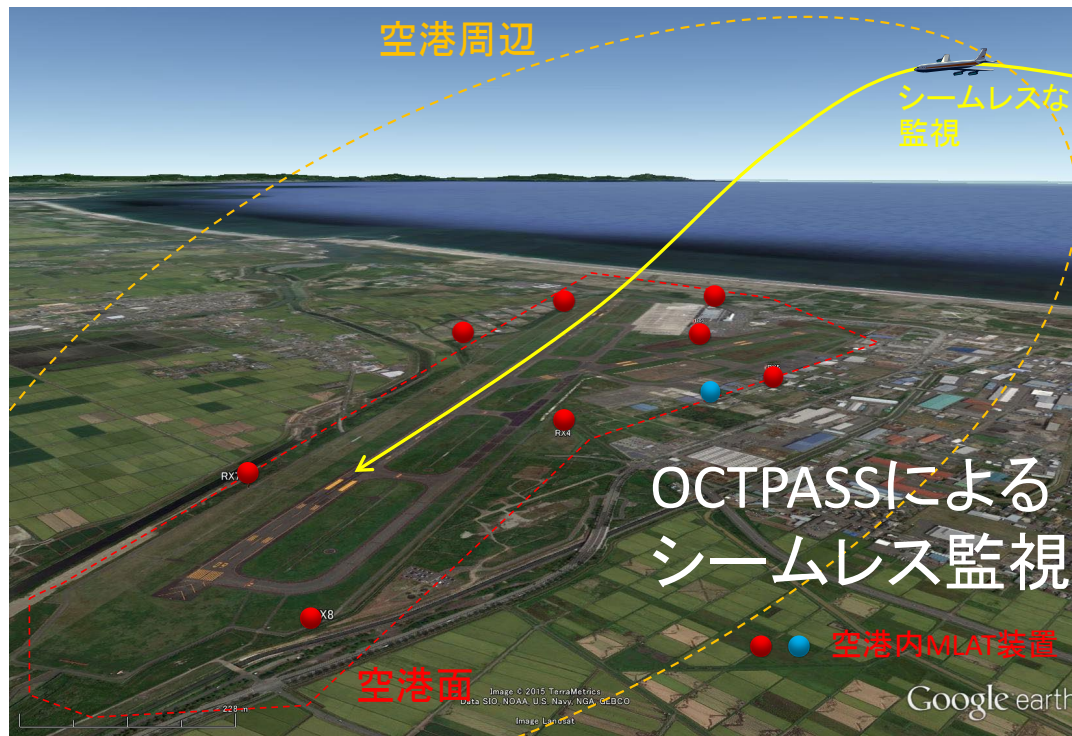 空港周辺
シームレスな
監視
RX4
RX7
OCTPASSによる
シームレス監視
X8
空港内MLAT装置
空港面
Image © 2015 TerraMetrics
Data SIO, NOAA, U.S. Navy, NGA, GEBCO
Image Landsat
228 m
Google earth